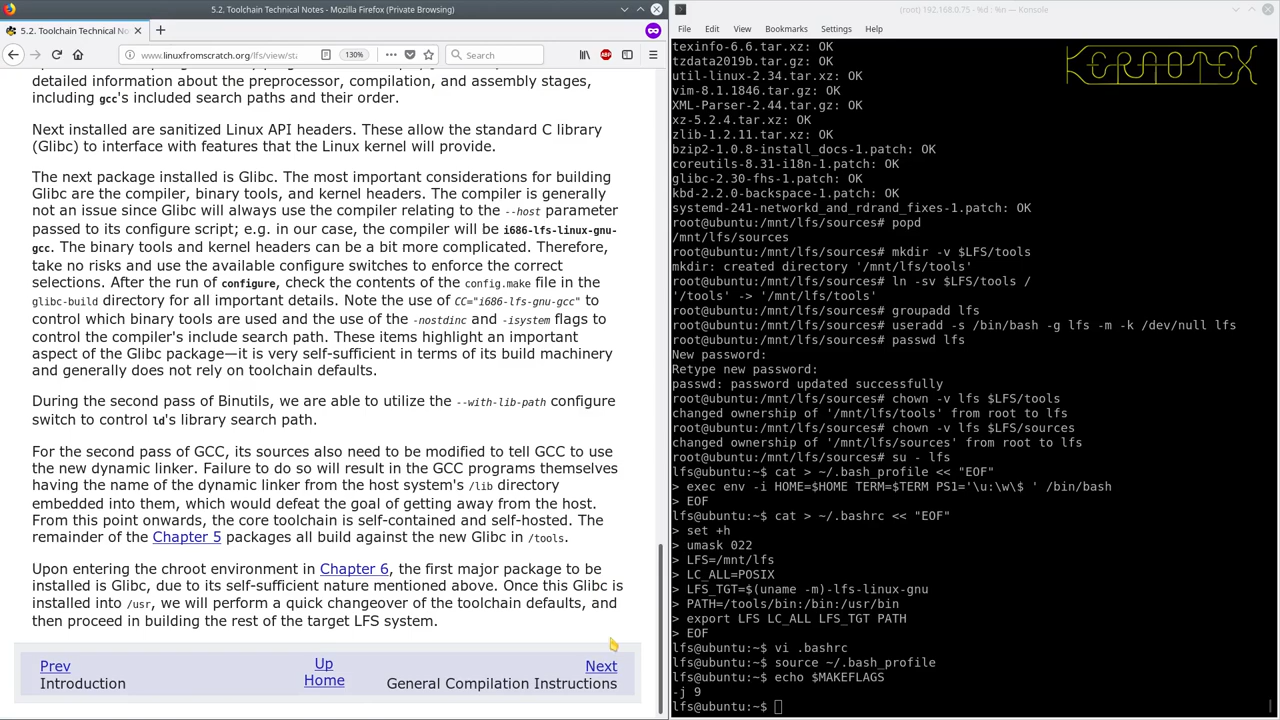 5.2. Toolchain Technical Notes - Mozilla Firefox (Private Browsing)
5.2. Toolchain Technical No
www.linuxfromscratch.org/lfs/view/sta
130%
Search
ABP
detailed information about the preprocessor, compilation, and assembly stages,
including gcc's included search paths and their order.
Next installed are sanitized Linux API headers. These allow the standard C library
(Glibc) to interface with features that the Linux kernel will provide.
The next package installed is Glibc. The most important considerations for building
Glibc are the compiler, binary tools, and kernel headers. The compiler is generally
not an issue since Glibc will always use the compiler relating to the --host parameter
passed to its configure script; e.g. in our case, the compiler will be i686-lfs-linux-gnu-
gcc. The binary tools and kernel headers can be a bit more complicated. Therefore,
take no risks and use the available configure switches to enforce the correct
selections. After the run of configure, check the contents of the config.make file in the
glibc-build directory for all important details. Note the use of CC="i686-lfs-gnu-gcc" to
control which binary tools are used and the use of the -nostdinc and -isystem flags to
control the compiler's include search path. These items highlight an important
aspect of the Glibc package—it is very self-sufficient in terms of its build machinery
and generally does not rely on toolchain defaults.
During the second pass of Binutils, we are able to utilize the --with-lib-path configure
switch to control ld's library search path.
For the second pass of GCC, its sources also need to be modified to tell GCC to use
the new dynamic linker. Failure to do so will result in the GCC programs themselves
having the name of the dynamic linker from the host system's /lib directory
embedded into them, which would defeat the goal of getting away from the host.
From this point onwards, the core toolchain is self-contained and self-hosted. The
remainder of the Chapter 5 packages all build against the new Glibc in /tools.
Upon entering the chroot environment in Chapter 6, the first major package to be
installed is Glibc, due to its self-sufficient nature mentioned above. Once this Glibc is
installed into /usr, we will perform a quick changeover of the toolchain defaults, and
then proceed in building the rest of the target LFS system.
Prev
Introduction
Up
Home
Next
General Compilation Instructions
(root) 192.168.0.75 - %d : %n — Konsole
File Edit View Bookmarks Settings Help
KERAOTEX
texinfo-6.6.tar.xz: OK
tzdata2019b.tar.gz: OK
util-linux-2.34.tar.xz: OK
vim-8.1.1846.tar.gz: OK
XML-Parser-2.44.tar.gz: OK
xz-5.2.4.tar.xz: OK
zlib-1.2.11.tar.xz: OK
bzip2-1.0.8-install_docs-1.patch: OK
coreutils-8.31-i18n-1.patch: OK
glibc-2.30-fhs-1.patch: OK
kbd-2.2.0-backspace-1.patch: OK
systemd-241-networkd_and_rdrand_fixes-1.patch: OK
root@ubuntu:/mnt/lfs/sources# popd
/mnt/lfs/sources
root@ubuntu:/mnt/lfs/sources# mkdir -v $LFS/tools
mkdir: created directory '/mnt/lfs/tools'
root@ubuntu:/mnt/lfs/sources# ln -sv $LFS/tools /
'/tools' -> '/mnt/lfs/tools'
root@ubuntu:/mnt/lfs/sources# groupadd lfs
root@ubuntu:/mnt/lfs/sources# useradd -s /bin/bash -g lfs -m -k /dev/null lfs
root@ubuntu:/mnt/lfs/sources# passwd lfs
New password:
Retype new password:
passwd: password updated successfully
root@ubuntu:/mnt/lfs/sources# chown -v lfs $LFS/tools
changed ownership of '/mnt/lfs/tools' from root to lfs
root@ubuntu:/mnt/lfs/sources# chown -v lfs $LFS/sources
changed ownership of '/mnt/lfs/sources' from root to lfs
root@ubuntu:/mnt/lfs/sources# su - lfs
lfs@ubuntu:~$ cat > ~/.bash_profile << "EOF"
> exec env -i HOME=$HOME TERM=$TERM PS1='\u:\w\$ ' /bin/bash
> EOF
lfs@ubuntu:~$ cat > ~/.bashrc << "EOF"
> set +h
> umask 022
> LFS=/mnt/lfs
> LC_ALL=POSIX
> LFS_TGT=$(uname -m)-lfs-linux-gnu
> PATH=/tools/bin:/bin:/usr/bin
> export LFS LC_ALL LFS_TGT PATH
> EOF
lfs@ubuntu:~$ vi .bashrc
lfs@ubuntu:~$ source ~/.bash_profile
lfs@ubuntu:~$ echo $MAKEFLAGS
-j 9
lfs@ubuntu:~$